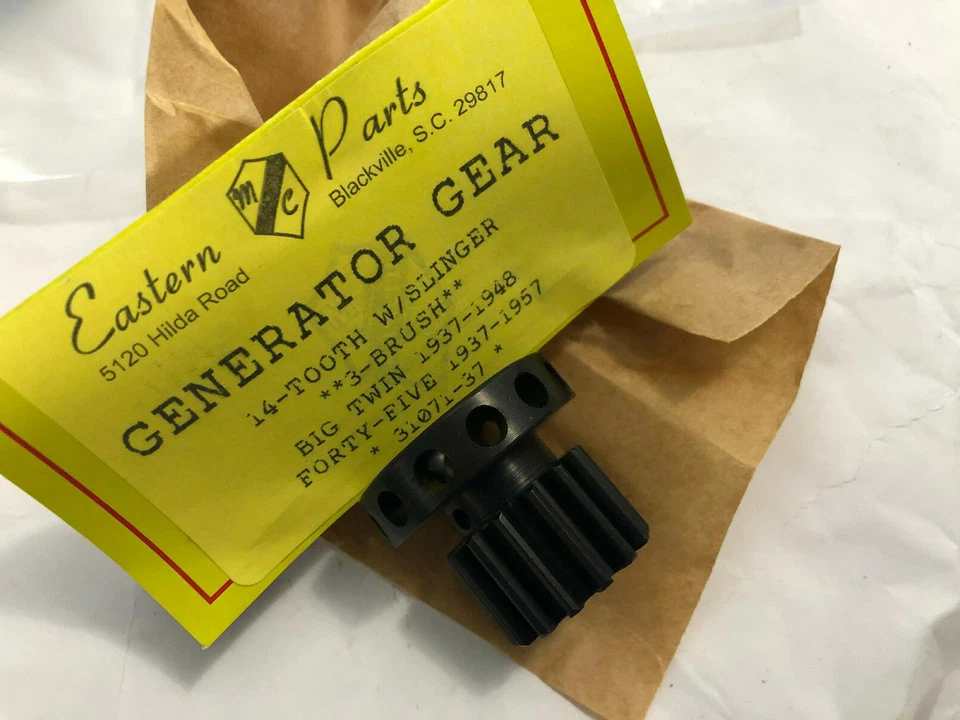 Eastern MC Parts
5120 Hilda Road Blackville, S.C. 29817
GENERATOR GEAR
14-TOOTH W/SLINGER
**3-BRUSH**
BIG TWIN 1937-1948
FORTY-FIVE 1937-1957
* 31071-37 *